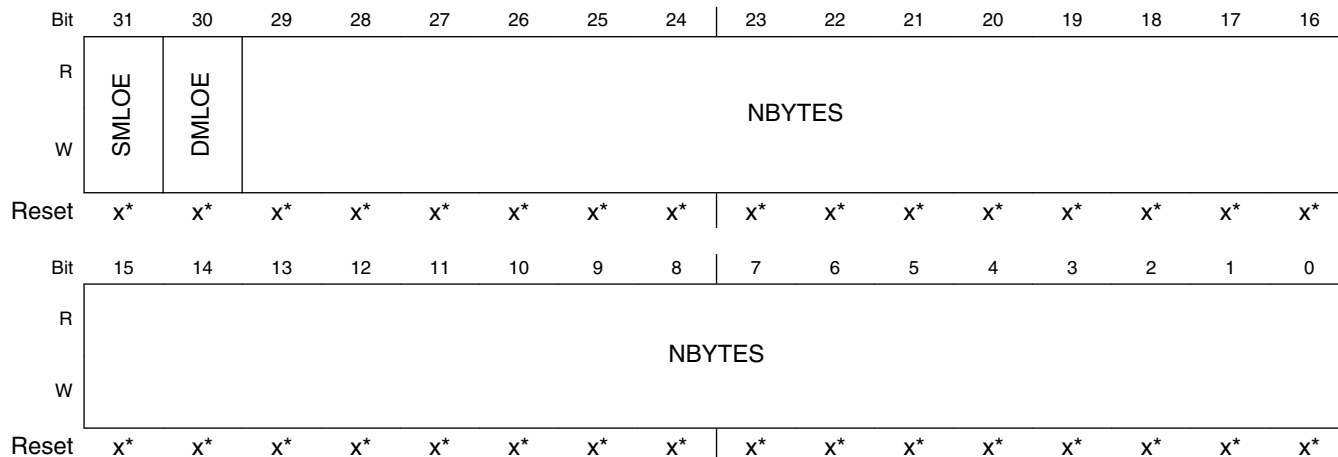 Bit 31 30 29 28 27 26 25 24 23 22 21 20 19 18 17 16
R
SMLOE DMLOE NBYTES
W
Reset x* x* x* x* x* x* x* x* x* x* x* x* x* x* x* x*
Bit 15 14 13 12 11 10 9 8 7 6 5 4 3 2 1 0
R
NBYTES
W
Reset x* x* x* x* x* x* x* x* x* x* x* x* x* x* x* x*